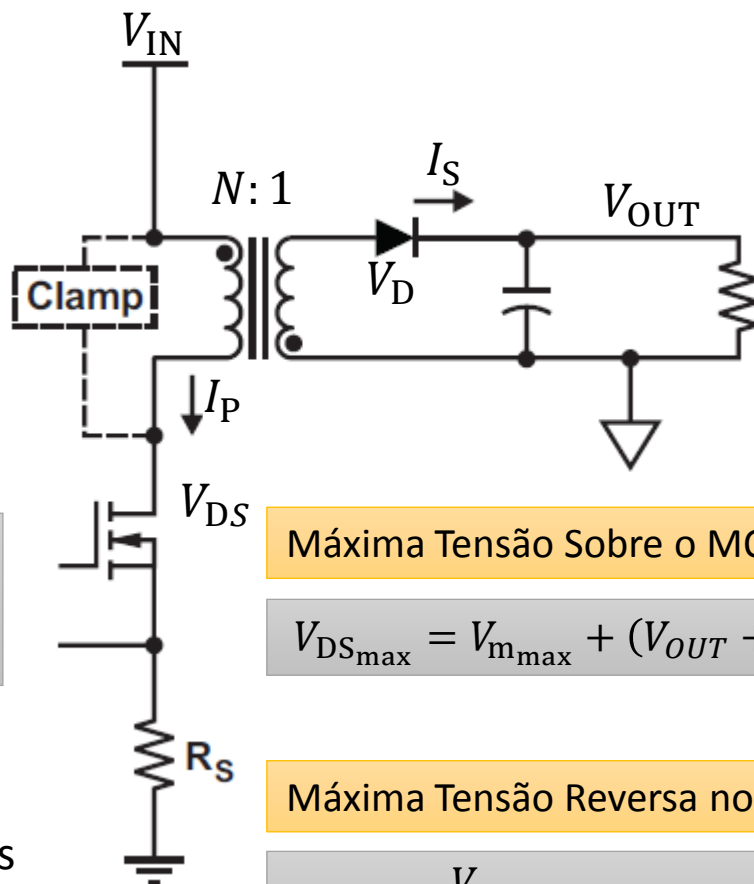 V_IN
N: 1
I_S
V_OUT
Clamp
V_D
I_P
V_DS
Máxima Tensão Sobre o
V_DS_max = V_m_max + (V_OUT −
R_S
Máxima Tensão Reversa no
s
V